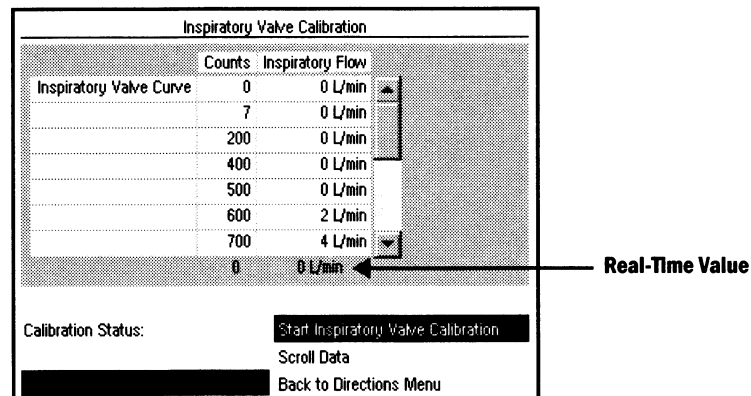 Inspiratory Valve Calibration
Counts Inspiratory Flow
Inspiratory Valve Curve 0 0 L/min
7 0 L/min
200 0 L/min
400 0 L/min
500 0 L/min
600 2 L/min
700 4 L/min
0 0 L/min
Real-Time Value
Calibration Status: Start Inspiratory Valve Calibration
Scroll Data
Back to Directions Menu